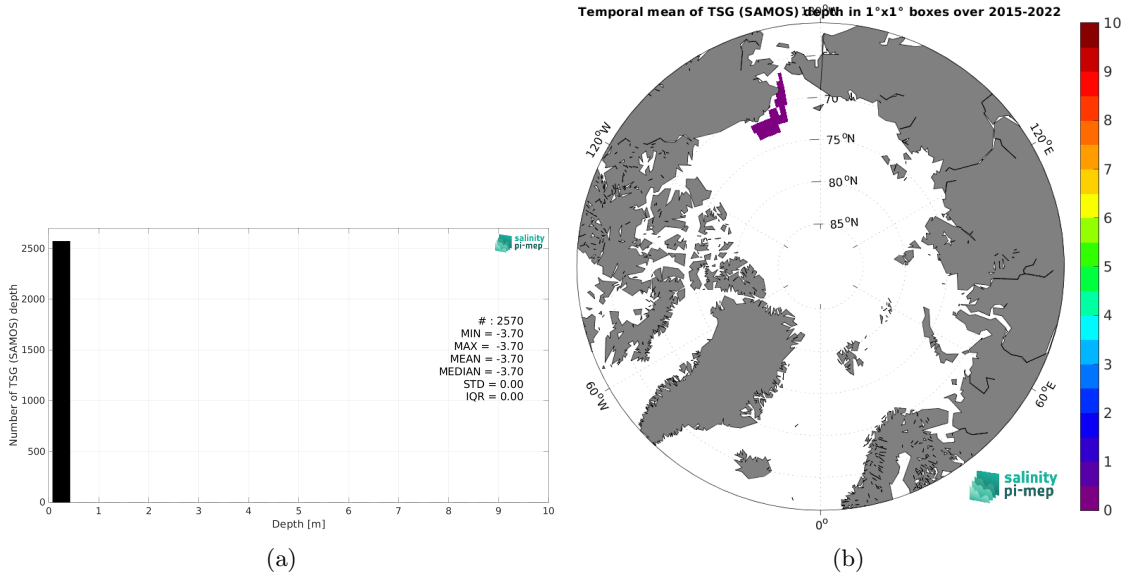 Temporal mean of TSG (SAMOS) depth in 1°x1° boxes over 2015-2022
180°W
120°W
120°E
60°W
60°E
0°
70
75°N
80°N
85°N
10
9
8
7
6
5
4
3
2
1
0
salinity
pi-mep
Number of TSG (SAMOS) depth
2500
2000
1500
1000
500
0
salinity
pi-mep
# : 2570
MIN = -3.70
MAX = -3.70
MEAN = -3.70
MEDIAN = -3.70
STD = 0.00
IQR = 0.00
0 1 2 3 4 5 6 7 8 9 10
Depth [m]
(a)
(b)